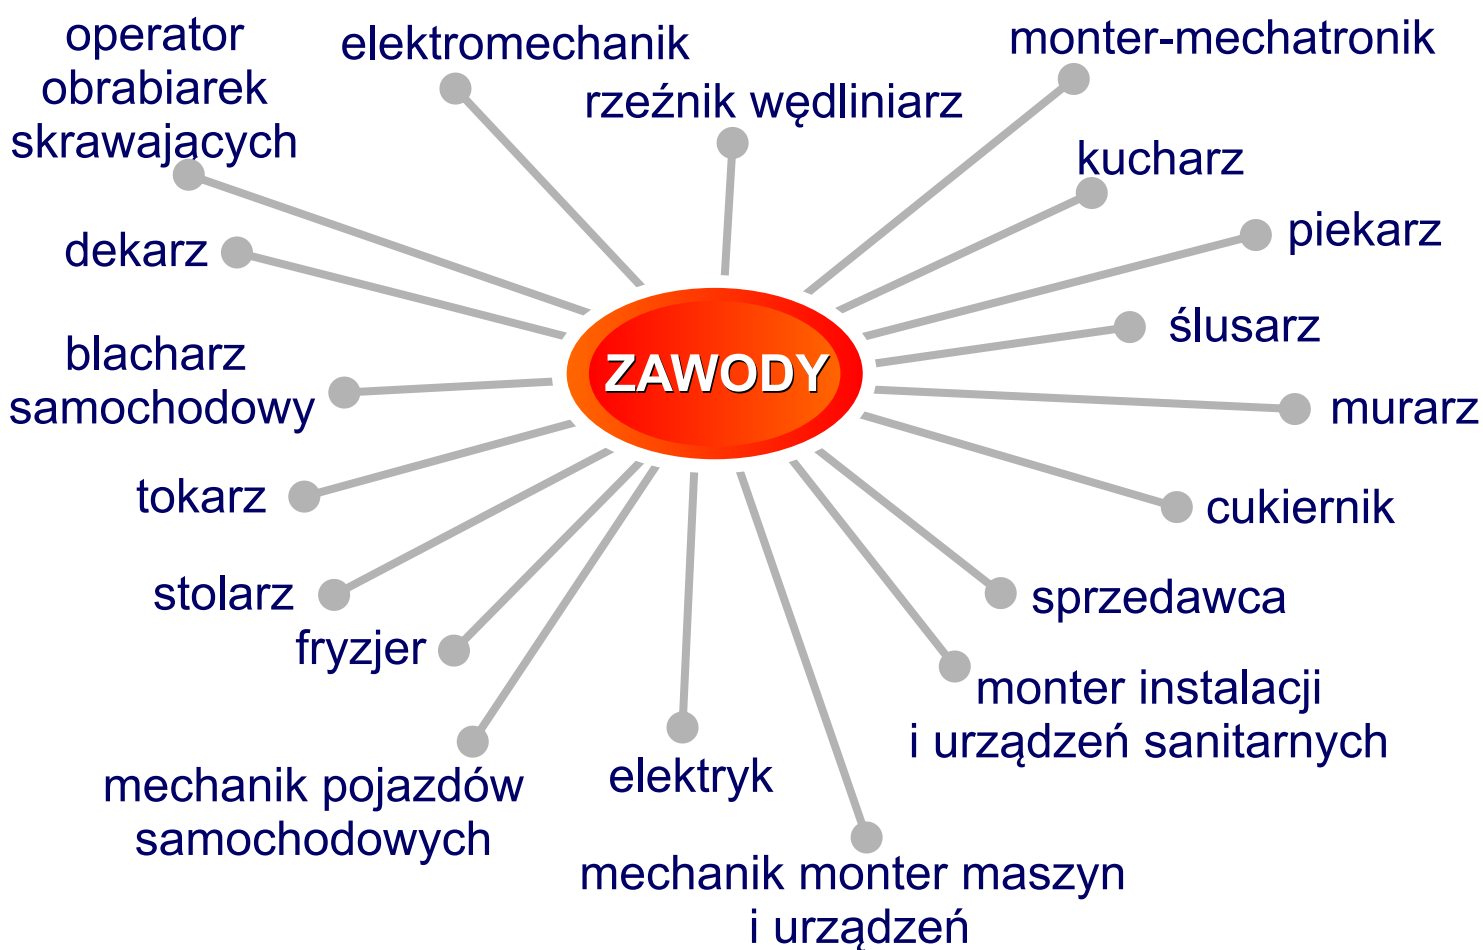 operator
obrabiarek
skrawających
elektromechanik
rzeźnik wędliniarz
monter-mechatronik
kucharz
piekarz
dekarz
ślusarz
blacharz
samochodowy
ZAWODY
murarz
tokarz
cukiernik
stolarz
sprzedawca
fryzjer
monter instalacji
i urządzeń sanitarnych
mechanik pojazdów
samochodowych
elektryk
mechanik monter maszyn
i urządzeń